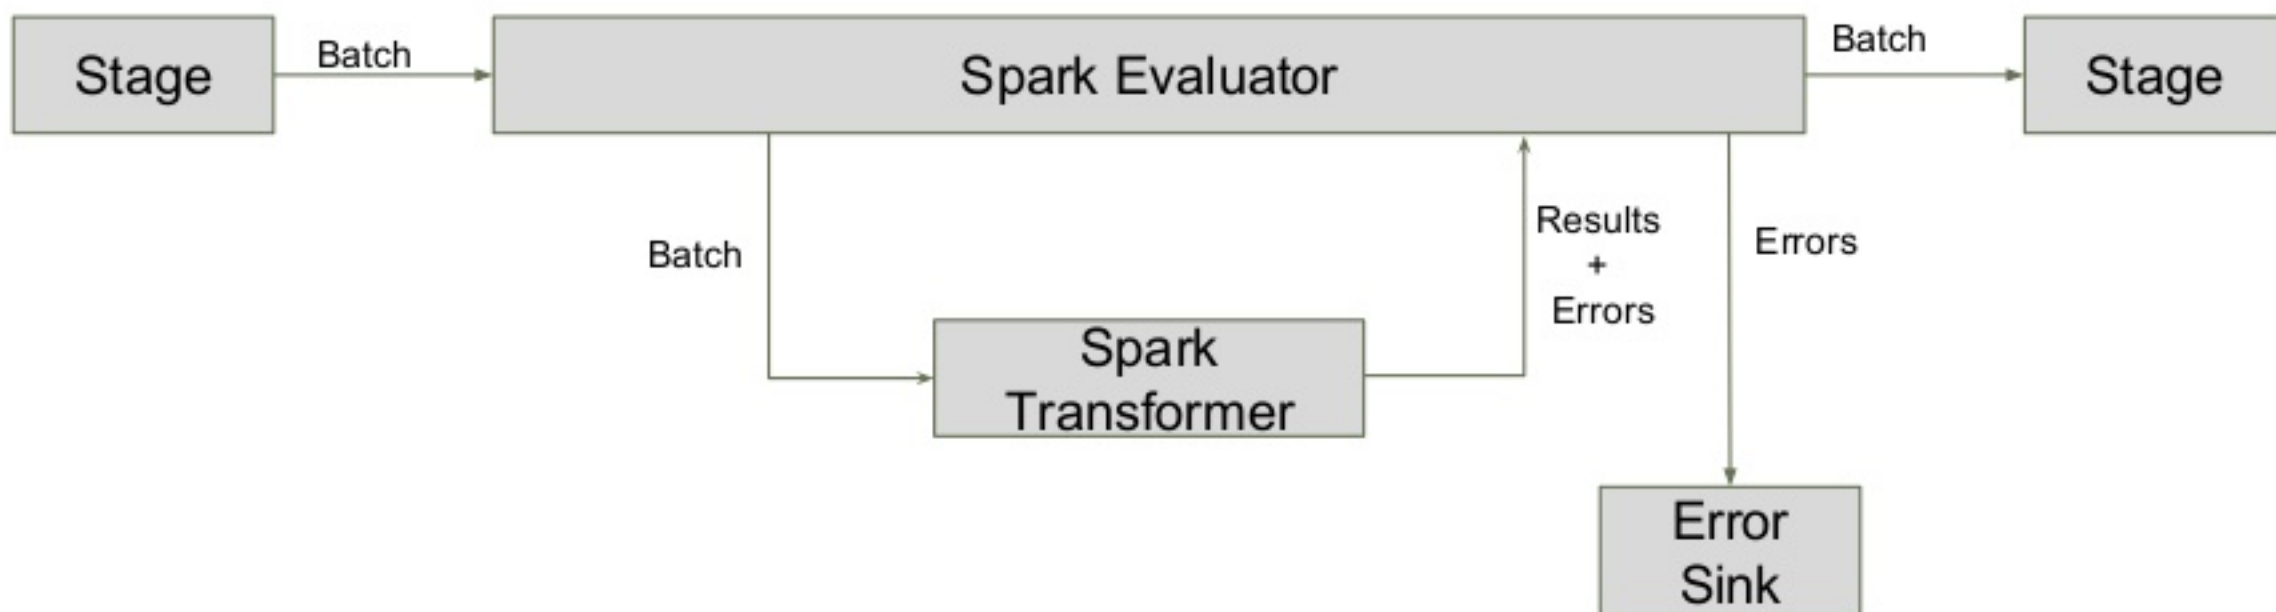 Stage
Batch
Spark Evaluator
Batch
Stage
Batch
Results
+
Errors
Errors
Spark
Transformer
Error
Sink